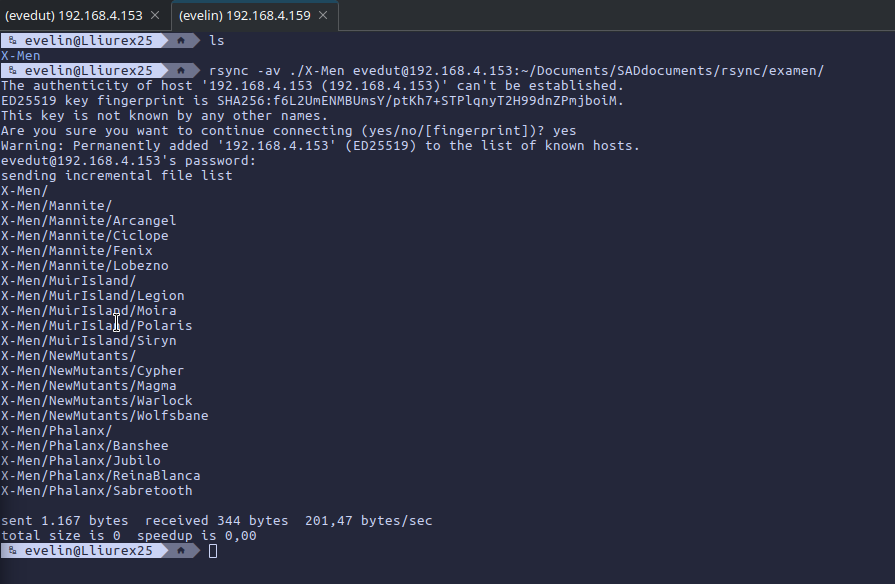 (evedut) 192.168.4.153 × (evelin) 192.168.4.159 ×
evelin@Lliurex25 ls
X-Men
evelin@Lliurex25 rsync -av ./X-Men evedut@192.168.4.153:~/Documents/SADdocuments/rsync/examen/
The authenticity of host '192.168.4.153 (192.168.4.153)' can't be established.
ED25519 key fingerprint is SHA256:f6L2UmENMBUmsY/ptKh7+STPlqnyT2H99dnZPmjboiM.
This key is not known by any other names.
Are you sure you want to continue connecting (yes/no/[fingerprint])? yes
Warning: Permanently added '192.168.4.153' (ED25519) to the list of known hosts.
evedut@192.168.4.153's password:
sending incremental file list
X-Men/
X-Men/Mannite/
X-Men/Mannite/Arcangel
X-Men/Mannite/Ciclope
X-Men/Mannite/Fenix
X-Men/Mannite/Lobezno
X-Men/MuirIsland/
X-Men/MuirIsland/Legion
X-Men/MuirIsland/Moira
X-Men/MuirIsland/Polaris
X-Men/MuirIsland/Siryn
X-Men/NewMutants/
X-Men/NewMutants/Cypher
X-Men/NewMutants/Magma
X-Men/NewMutants/Warlock
X-Men/NewMutants/Wolfsbane
X-Men/Phalanx/
X-Men/Phalanx/Banshee
X-Men/Phalanx/Jubilo
X-Men/Phalanx/ReinaBlanca
X-Men/Phalanx/Sabretooth
sent 1.167 bytes  received 344 bytes  201,47 bytes/sec
total size is 0  speedup is 0,00
evelin@Lliurex25